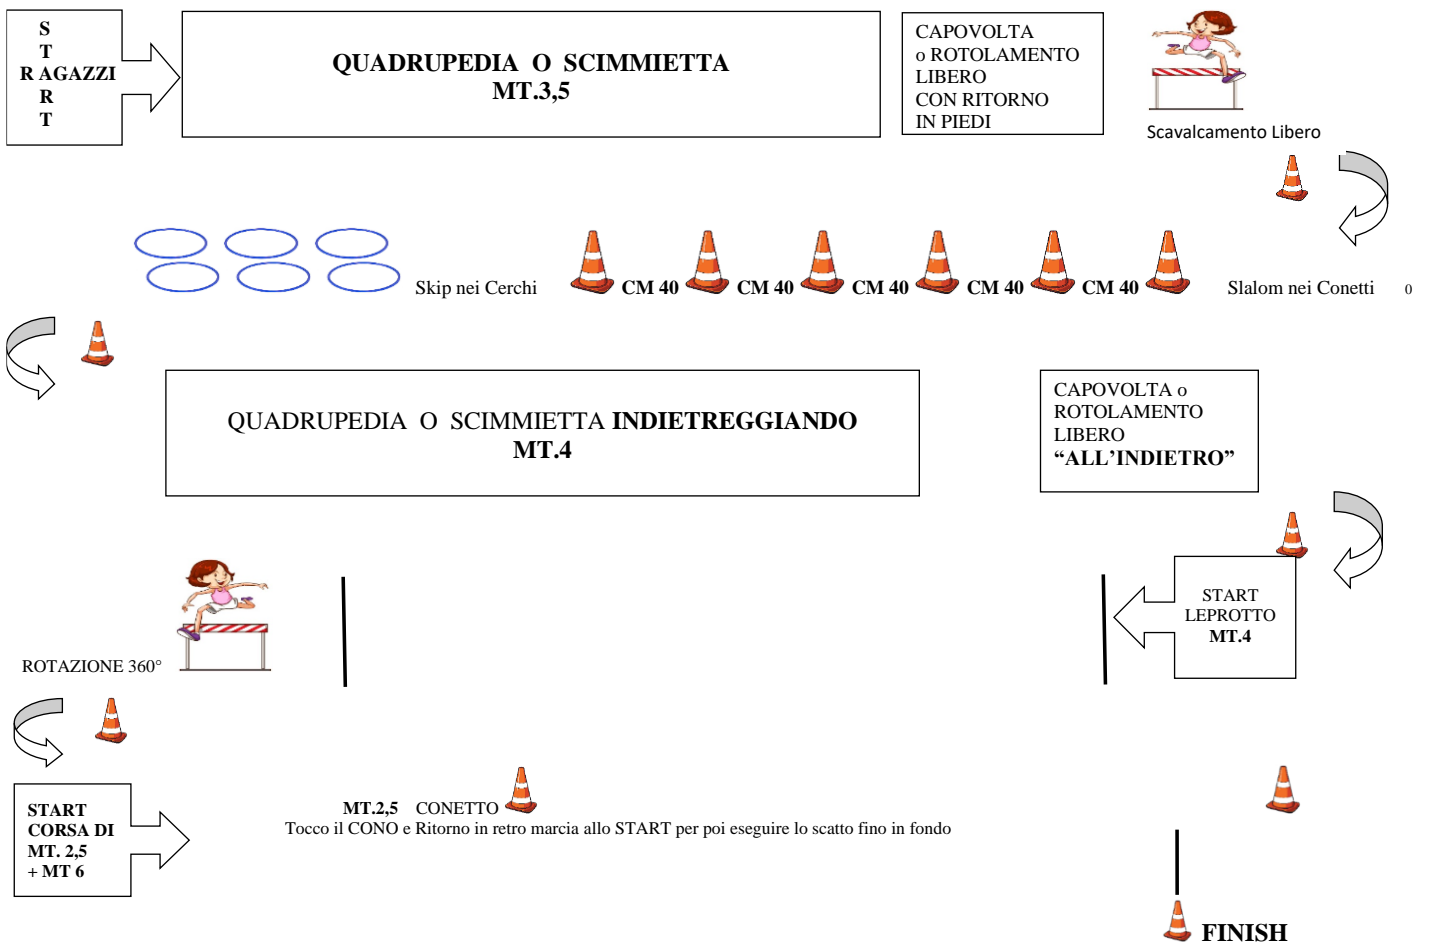 S
T
R AGAZZI
R
T
QUADRUPEDIA O SCIMMIETTA
MT.3,5
CAPOVOLTA
o ROTOLAMENTO
LIBERO
CON RITORNO
IN PIEDI
Scavalcamento Libero
Skip nei Cerchi
CM 40 CM 40 CM 40 CM 40 CM 40
Slalom nei Conetti 0
QUADRUPEDIA O SCIMMIETTA INDIETREGGIANDO
MT.4
CAPOVOLTA o
ROTOLAMENTO
LIBERO
“ALL’INDIETRO”
START
LEPROTTO
MT.4
ROTAZIONE 360°
START
CORSA DI
MT. 2,5
+ MT 6
MT.2,5 CONETTO
Tocco il CONO e Ritorno in retro marcia allo START per poi eseguire lo scatto fino in fondo
FINISH